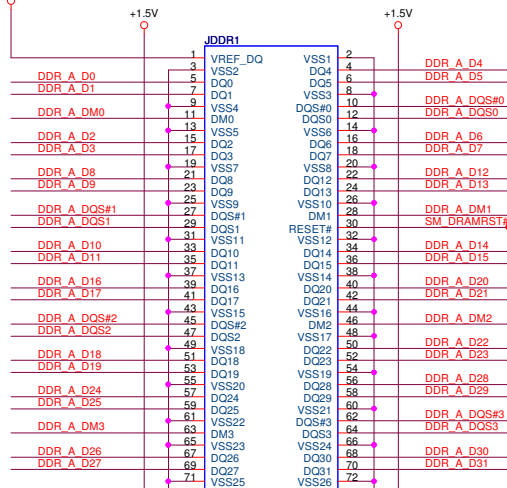 +1.5V +1.5V
JDDR1
1 VREF_DQ VSS1 2
3 VSS2 DQ4 4 DDR_A_D4
DDR_A_D0 5 DQ0 DQ5 6 DDR_A_D5
DDR_A_D1 7 DQ1 VSS3 8
9 VSS4 DQS#0 10 DDR_A_DQS#0
DDR_A_DM0 11 DM0 DQS0 12 DDR_A_DQS0
13 VSS5 VSS6 14
DDR_A_D2 15 DQ2 DQ6 16 DDR_A_D6
DDR_A_D3 17 DQ3 DQ7 18 DDR_A_D7
19 VSS7 VSS8 20
DDR_A_D8 21 DQ8 DQ12 22 DDR_A_D12
DDR_A_D9 23 DQ9 DQ13 24 DDR_A_D13
25 VSS9 VSS10 26
DDR_A_DQS#1 27 DQS#1 DM1 28 DDR_A_DM1
DDR_A_DQS1 29 DQS1 RESET# 30 SM_DRAMRST#
31 VSS11 VSS12 32
DDR_A_D10 33 DQ10 DQ14 34 DDR_A_D14
DDR_A_D11 35 DQ11 DQ15 36 DDR_A_D15
37 VSS13 VSS14 38
DDR_A_D16 39 DQ16 DQ20 40 DDR_A_D20
DDR_A_D17 41 DQ17 DQ21 42 DDR_A_D21
43 VSS15 VSS16 44
DDR_A_DQS#2 45 DQS#2 DM2 46 DDR_A_DM2
DDR_A_DQS2 47 DQS2 VSS17 48
49 VSS18 DQ22 50 DDR_A_D22
DDR_A_D18 51 DQ18 DQ23 52 DDR_A_D23
DDR_A_D19 53 DQ19 VSS19 54
55 VSS20 DQ28 56 DDR_A_D28
DDR_A_D24 57 DQ24 DQ29 58 DDR_A_D29
DDR_A_D25 59 DQ25 VSS21 60
61 VSS22 DQS#3 62 DDR_A_DQS#3
DDR_A_DM3 63 DM3 DQS3 64 DDR_A_DQS3
65 VSS23 VSS24 66
DDR_A_D26 67 DQ26 DQ30 68 DDR_A_D30
DDR_A_D27 69 DQ27 DQ31 70 DDR_A_D31
71 VSS25 VSS26 72